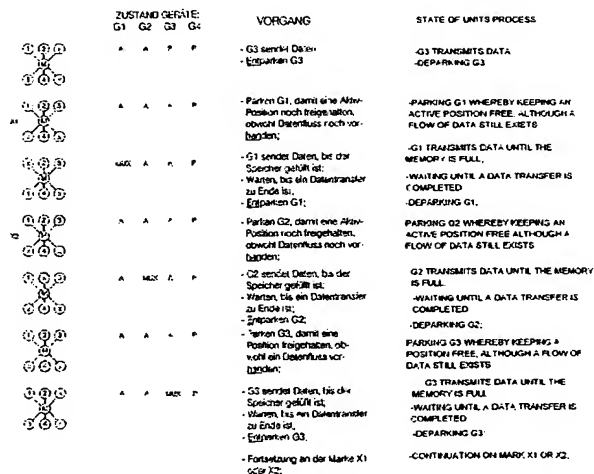 ZUSTAND GERÄTE:
G1 G2 G3 G4
VORGANG
STATE OF UNITS PROCESS
A A P
- G3 sendet Daten
- Entparken G3
-G3 TRANSMITS DATA
-DEPARKING G3
X1
A A P
- Parken G1, damit eine Aktiv-
Position noch freigehalten,
obwohl Datenfluss noch vor-
handen;
-PARKING G1 WHEREBY KEEPING AN
ACTIVE POSITION FREE, ALTHOUGH A
FLOW OF DATA STILL EXISTS
MUX A P
- G1 sendet Daten, bis der
Speicher gefüllt ist;
- Warten, bis ein Datentransfer
zu Ende ist,
- Entparken G1;
-G1 TRANSMITS DATA UNTIL THE
MEMORY IS FULL,
-WAITING UNTIL A DATA TRANSFER IS
COMPLETED
-DEPARKING G1,
X2
A P
- Parken G2, damit eine Aktiv-
Position noch freigehalten,
obwohl Datenfluss noch vor-
handen;
PARKING G2 WHEREBY KEEPING AN
ACTIVE POSITION FREE ALTHOUGH A
FLOW OF DATA STILL EXISTS
A MUX P
- G2 sendet Daten, bis der
Speicher gefüllt ist;
- Warten, bis ein Datentransfer
zu Ende ist;
- Entparken G2;
G2 TRANSMITS DATA UNTIL THE MEMORY
IS FULL
-WAITING UNTIL A DATA TRANSFER IS
COMPLETED
-DEPARKING G2;
A A P
- Parken G3, damit eine
Position freigehalten, ob-
wohl ein Datenfluss vor-
handen;
PARKING G3 WHEREBY KEEPING A
POSITION FREE, ALTHOUGH A FLOW OF
DATA STILL EXISTS
A A MUX P
- G3 sendet Daten, bis der
Speicher gefüllt ist;
- Warten, bis ein Datentransfer
zu Ende ist,
- Entparken G3,
G3 TRANSMITS DATA UNTIL THE
MEMORY IS FULL
-WAITING UNTIL A DATA TRANSFER IS
COMPLETED
-DEPARKING G3
- Fortsetzung an der Marke X1
oder X2;
-CONTINUATION ON MARK X1 OR X2,